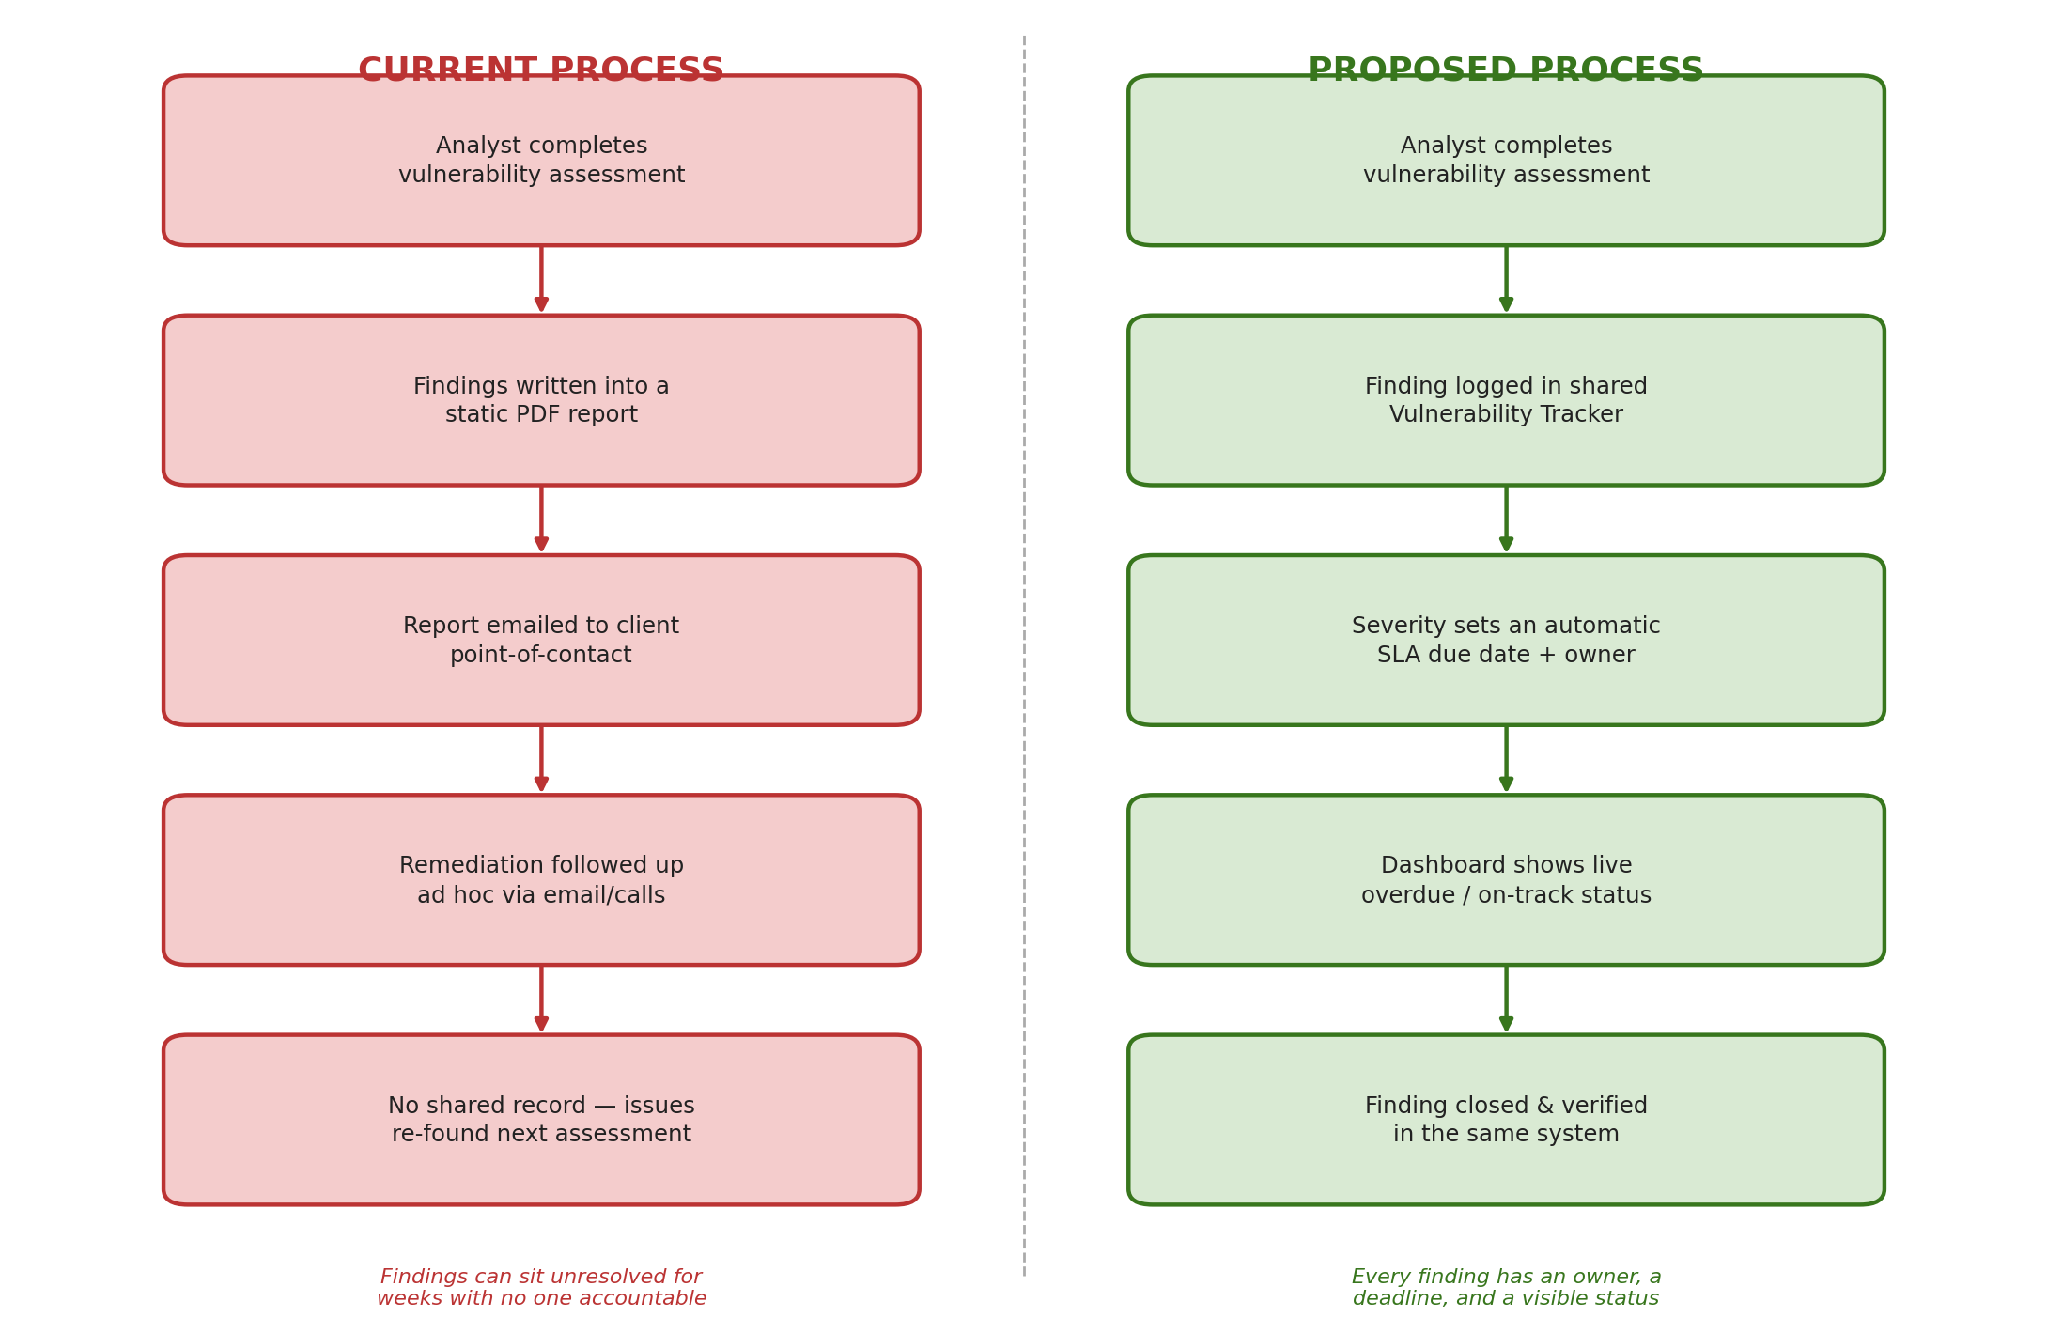 CURRENT PROCESS
Analyst completes
vulnerability assessment
Findings written into a
static PDF report
Report emailed to client
point-of-contact
Remediation followed up
ad hoc via email/calls
No shared record — issues
re-found next assessment
Findings can sit unresolved for
weeks with no one accountable
PROPOSED PROCESS
Analyst completes
vulnerability assessment
Finding logged in shared
Vulnerability Tracker
Severity sets an automatic
SLA due date + owner
Dashboard shows live
overdue / on-track status
Finding closed & verified
in the same system
Every finding has an owner, a
deadline, and a visible status